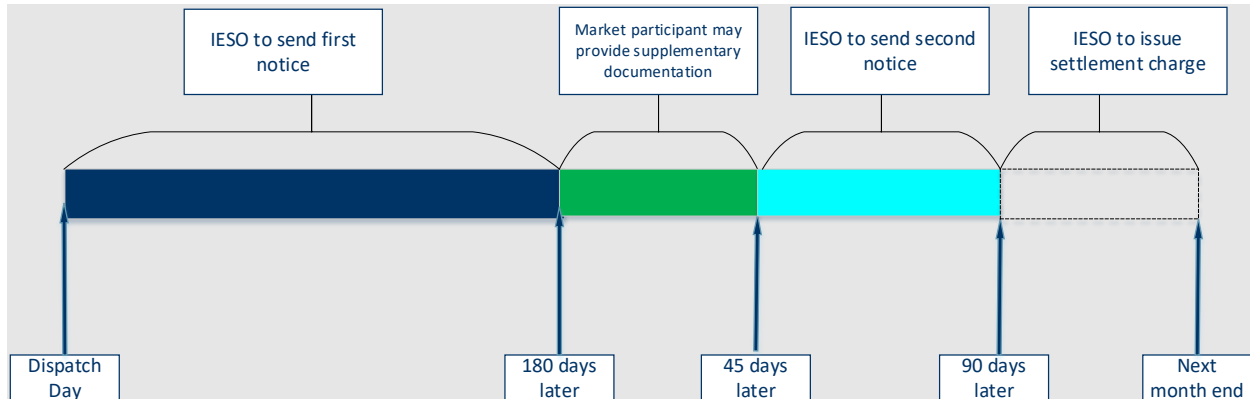 IESO to send first
notice
Market participant may
provide supplementary
documentation
IESO to send second
notice
IESO to issue
settlement charge
Dispatch
Day
180 days
later
45 days
later
90 days
later
Next
month end